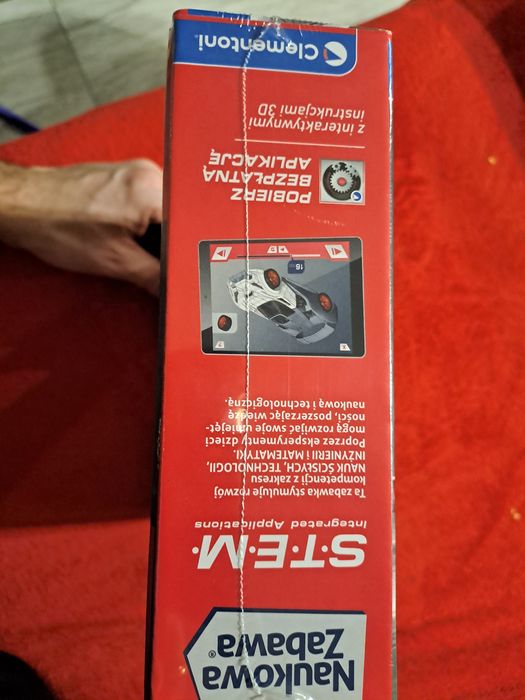 Naukowa
Zabawa®
S·T·E·M·
Integrated Applications
Ta zabawka stymuluje rozwój
kompetencji z zakresu
NAUK ŚCISŁYCH, TECHNOLOGII,
INŻYNIERII i MATEMATYKI.
Poprzez eksperymenty dzieci
mogą rozwijać swoje umiejęt-
ności, poszerzając wiedzę
naukową i technologiczną.
15
POBIERZ
BEZPŁATNĄ
APLIKACJĘ
z interaktywnymi
instrukcjami 3D
Clementoni